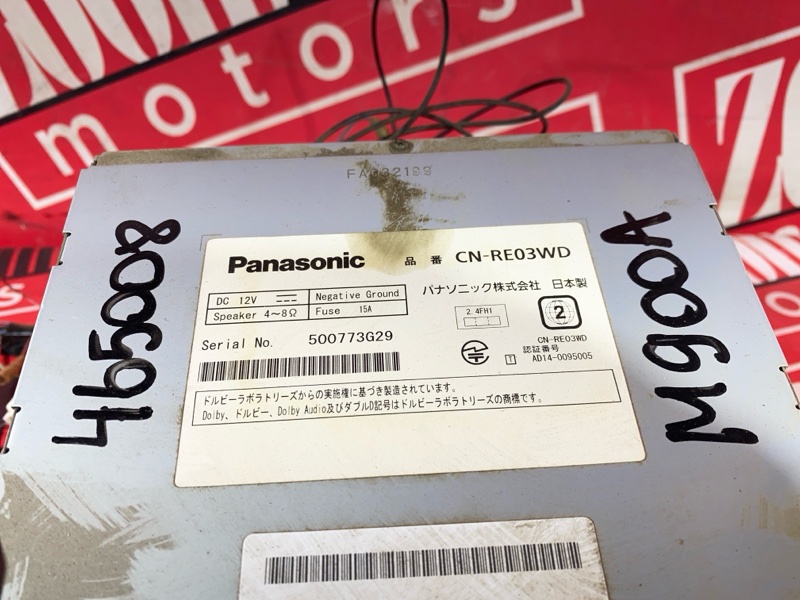 motors
FA
465008
M900A
Panasonic 品番 CN-RE03WD
パナソニック株式会社 日本製
DC 12V Negative Ground
Speaker 4~8Ω Fuse 15A
2.4FH1
2
Serial No. 500773G29
CN-RE03WD
認証番号
T AD14-0095005
ドルビーラボラトリーズからの実施権に基づき製造されています。
Dolby、ドルビー、Dolby Audio及びダブルD記号はドルビーラボラトリーズの商標です。